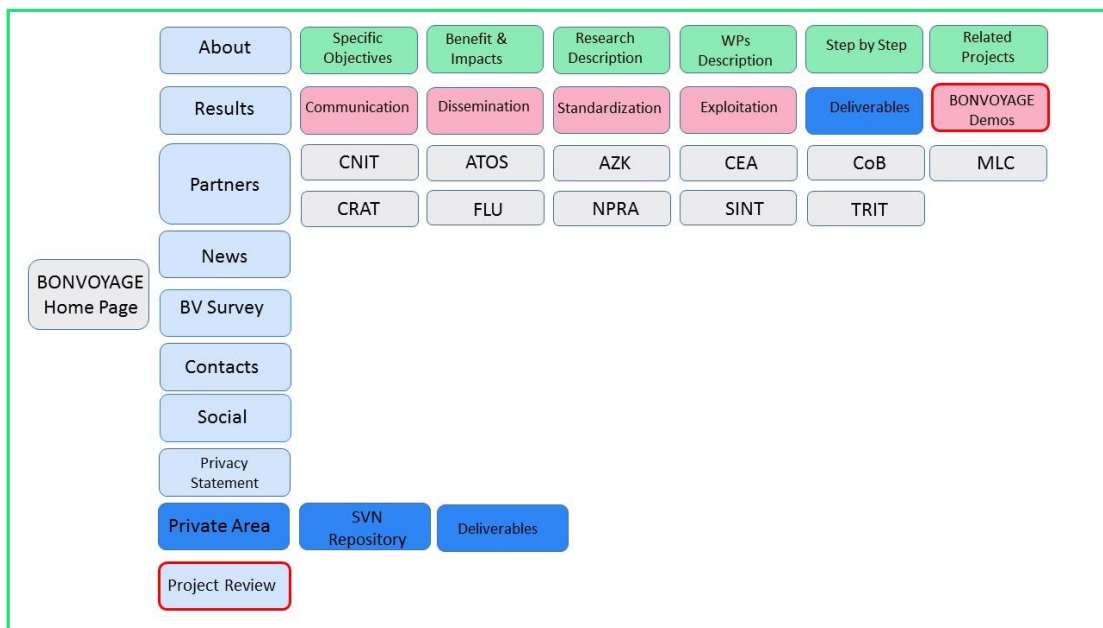 About
Specific
Objectives
Benefit &
Impacts
Research
Description
WPs
Description
Step by Step
Related
Projects
Results
Communication
Dissemination
Standardization
Exploitation
Deliverables
BONVOYAGE
Demos
Partners
CNIT
ATOS
AZK
CEA
CoB
MLC
CRAT
FLU
NPRA
SINT
TRIT
News
BONVOYAGE
Home Page
BV Survey
Contacts
Social
Privacy
Statement
Private Area
SVN
Repository
Deliverables
Project Review